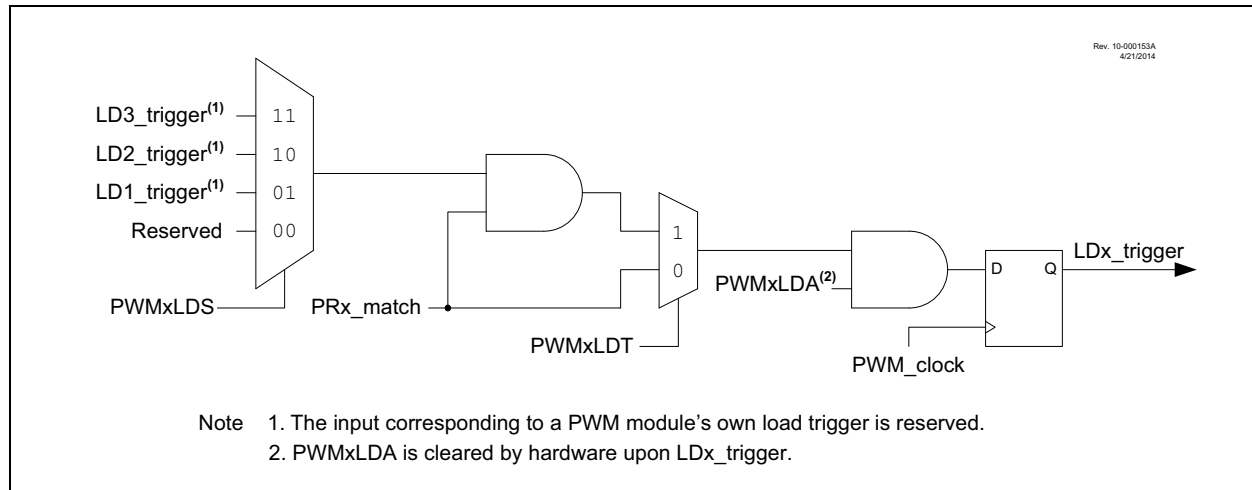 Rev. 10-000153A
4/21/2014
LD3_trigger(1)
11
LD2_trigger(1)
10
LD1_trigger(1)
01
Reserved
00
PWMxLDS
PRx_match
1
0
PWMxLDT
PWMxLDA(2)
D
Q
LDx_trigger
PWM_clock
Note 1. The input corresponding to a PWM module's own load trigger is reserved.
2. PWMxLDA is cleared by hardware upon LDx_trigger.